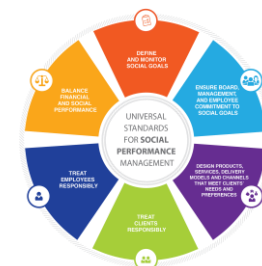 DEFINE
AND MONITOR
SOCIAL GOALS
ENSURE BOARD,
MANAGEMENT,
AND EMPLOYEE
COMMITMENT TO
SOCIAL GOALS
DESIGN PRODUCTS,
SERVICES, DELIVERY
MODELS AND CHANNELS
THAT MEET CLIENTS'
NEEDS AND
PREFERENCES
TREAT
CLIENTS
RESPONSIBLY
TREAT
EMPLOYEES
RESPONSIBLY
BALANCE
FINANCIAL
AND SOCIAL
PERFORMANCE
UNIVERSAL
STANDARDS
FOR SOCIAL
PERFORMANCE
MANAGEMENT